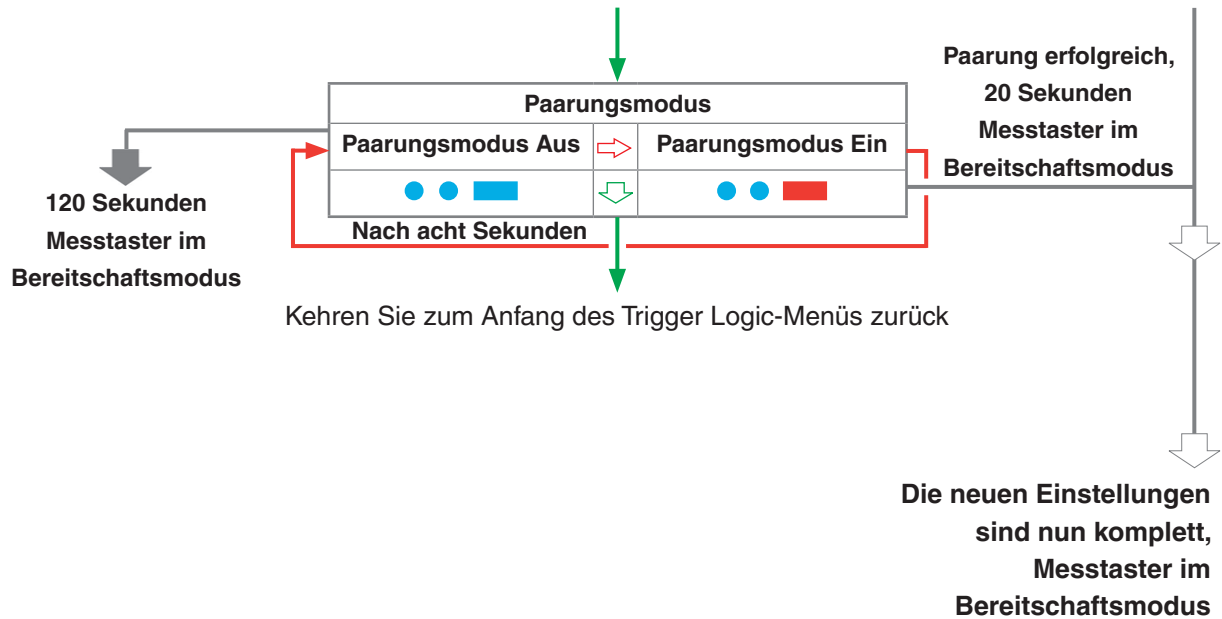 Paarung erfolgreich,
20 Sekunden
Messtaster im
Bereitschaftsmodus
Paarungsmodus
Paarungsmodus Aus
Paarungsmodus Ein
Nach acht Sekunden
120 Sekunden
Messtaster im
Bereitschaftsmodus
Kehren Sie zum Anfang des Trigger Logic-Menüs zurück
Die neuen Einstellungen
sind nun komplett,
Messtaster im
Bereitschaftsmodus